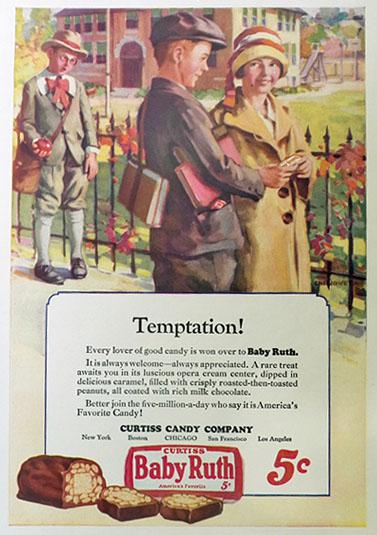 Temptation!
Every lover of good candy is won over to Baby Ruth.
It is always welcome—always appreciated. A rare treat
awaits you in its luscious opera cream center, dipped in
delicious caramel, filled with crisply roasted-then-toasted
peanuts, all coated with rich milk chocolate.
Better join the five-million-a-day who say it is America's
Favorite Candy!
CURTISS CANDY COMPANY
New York Boston CHICAGO San Francisco Los Angeles
CURTISS
Baby Ruth
America's Favorite 5¢
5c